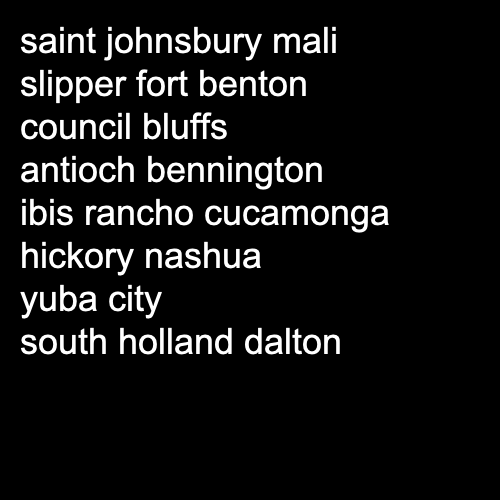 saint johnsbury mali
slipper fort benton
council bluffs
antioch bennington
ibis rancho cucamonga
hickory nashua
yuba city
south holland dalton